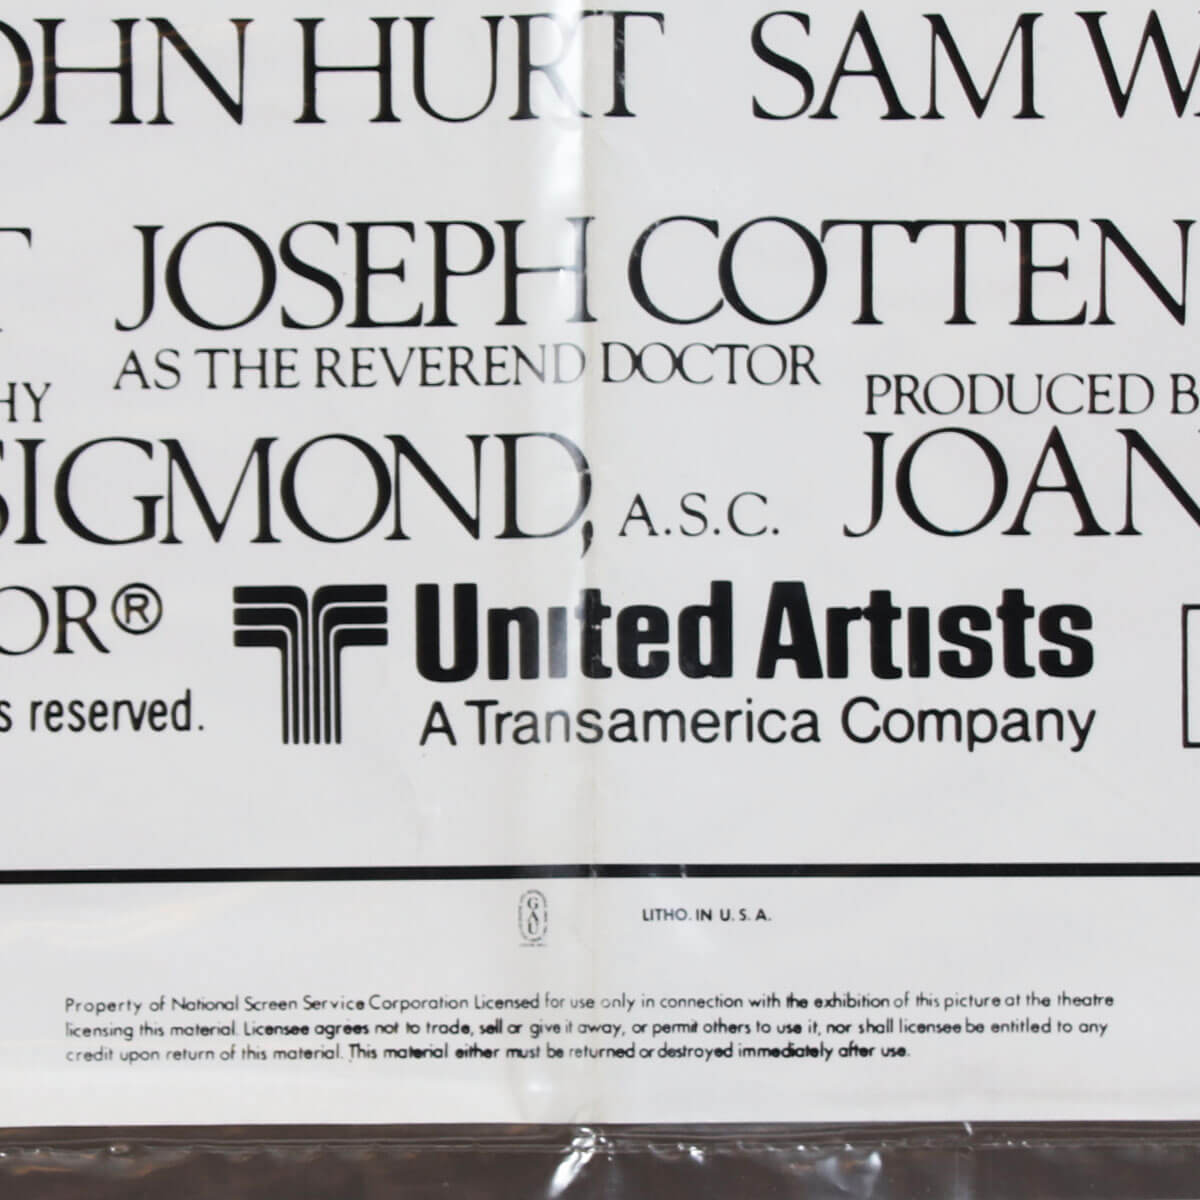 OHN HURT SAM W
T JOSEPH COTTEN
AS THE REVEREND DOCTOR
HY PRODUCED B
SIGMOND, A.S.C. JOAN
OR®
United Artists
s reserved.
A Transamerica Company
GAU
LITHO. IN U. S. A.
Property of National Screen Service Corporation Licensed for use only in connection with the exhibition of this picture at the theatre
licensing this material. Licensee agrees not to trade, sell or give it away, or permit others to use it, nor shall licensee be entitled to any
credit upon return of this material. This material either must be returned or destroyed immediately after use.